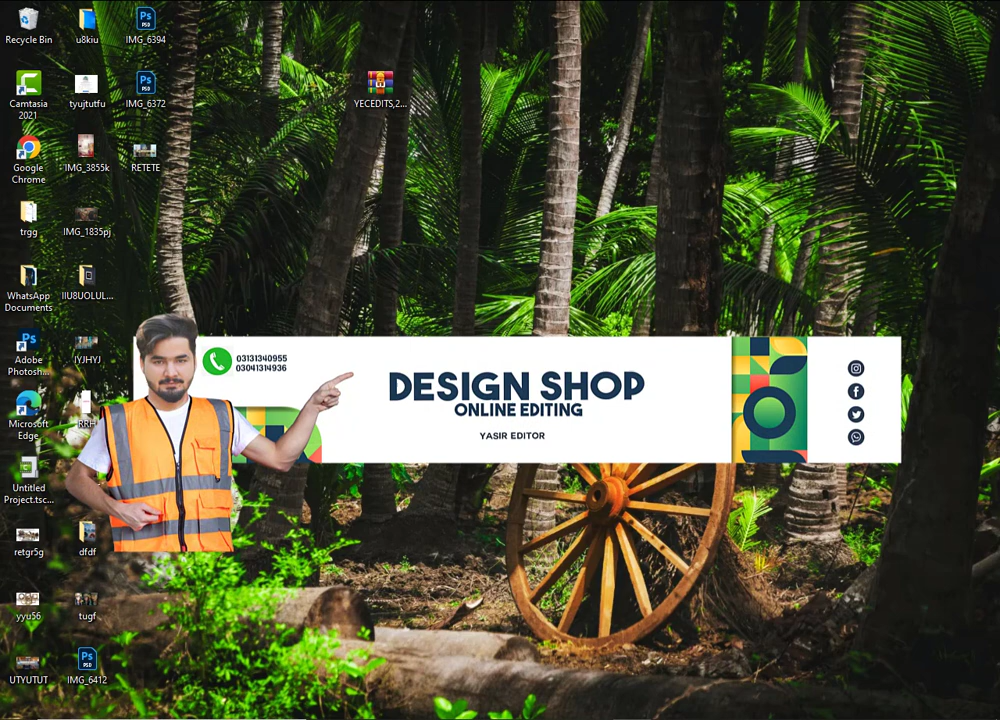 Recycle Bin
u8kiu
IMG_6394
Camtasia
2021
tyujtutfu
IMG_6372
YECEDITS,2...
Google
Chrome
IMG_3855k
RETETE
trgg
IMG_1835pj
WhatsApp
Documents
IIU8UOLUL...
Adobe
Photosh...
IYJHYJ
Microsoft
Edge
RRH
Untitled
Project.tsc...
retgr5g
dfdf
yyu56
tugf
UTYUTUT
IMG_6412
03131340955
03041314936
DESIGN SHOP
ONLINE EDITING
YASIR EDITOR